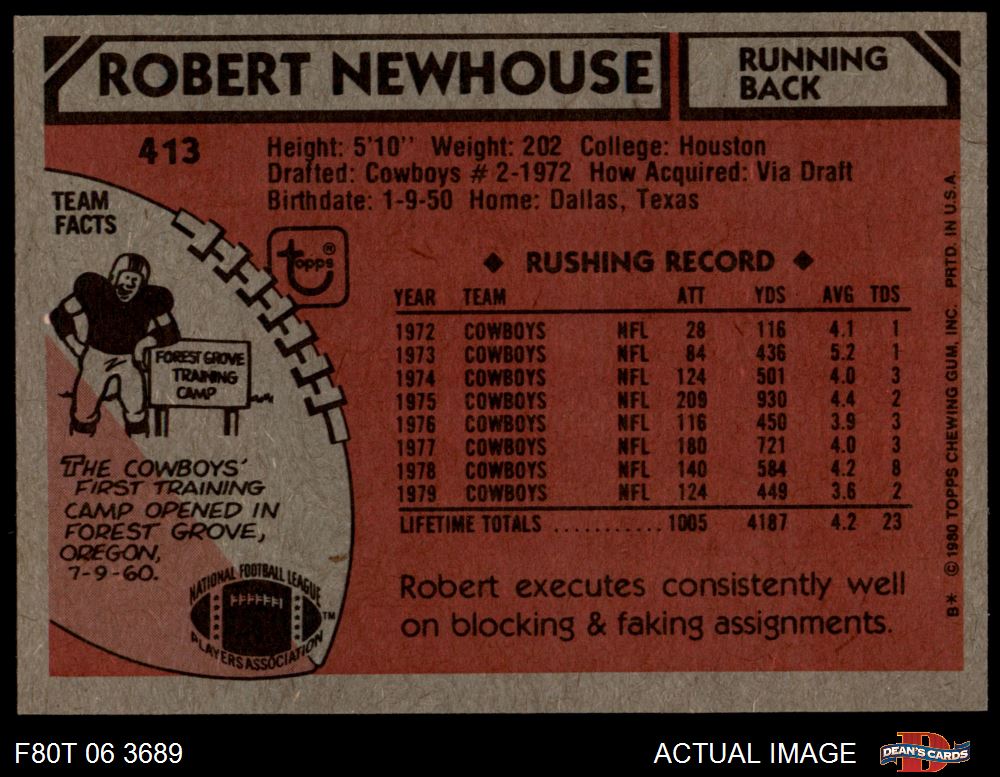 ROBERT NEWHOUSE
RUNNING
BACK
413
Height: 5'10" Weight: 202 College: Houston
Drafted: Cowboys # 2-1972 How Acquired: Via Draft
Birthdate: 1-9-50 Home: Dallas, Texas
TEAM
FACTS
topps®
FOREST GROVE
TRAINING
CAMP
THE COWBOYS'
FIRST TRAINING
CAMP OPENED IN
FOREST GROVE,
OREGON,
7-9-60.
NATIONAL FOOTBALL LEAGUE
PLAYERS ASSOCIATION
TM
◆ RUSHING RECORD ◆
YEAR TEAM ATT YDS AVG TDS
1972 COWBOYS NFL 28 116 4.1 1
1973 COWBOYS NFL 84 436 5.2 1
1974 COWBOYS NFL 124 501 4.0 3
1975 COWBOYS NFL 209 930 4.4 2
1976 COWBOYS NFL 116 450 3.9 3
1977 COWBOYS NFL 180 721 4.0 3
1978 COWBOYS NFL 140 584 4.2 8
1979 COWBOYS NFL 124 449 3.6 2
LIFETIME TOTALS ........... 1005 4187 4.2 23
Robert executes consistently well
on blocking & faking assignments.
B* © 1980 TOPPS CHEWING GUM, INC. PRTD. IN U.S.A.
F80T 06 3689
ACTUAL IMAGE
D
DEAN'S CARDS